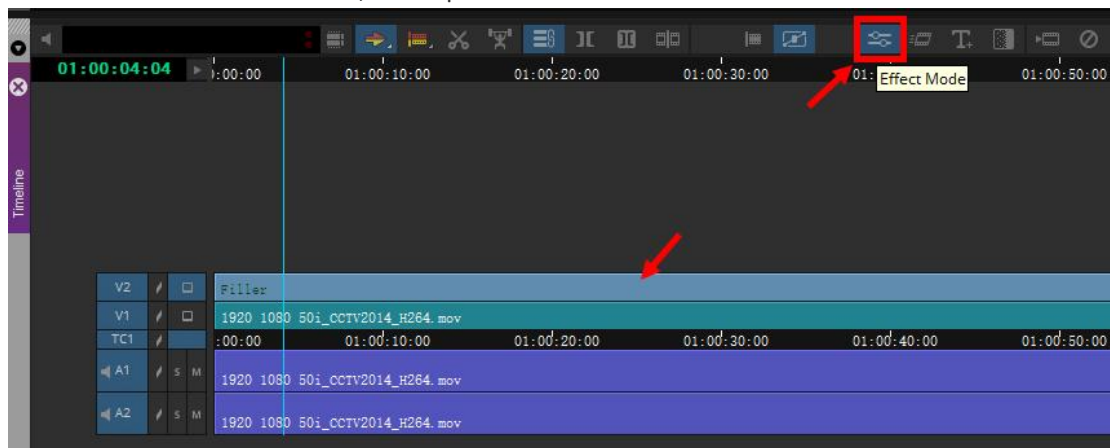 01:00:04:04
:00:00 01:00:10:00 01:00:20:00 01:00:30:00 01: 01:00:50:00
Effect Mode
Timeline
V2 Filler
V1 1920 1080 50i_CCTV2014_H264.mov
TC1 :00:00 01:00:10:00 01:00:20:00 01:00:30:00 01:00:40:00 01:00:50:00
A1 S M 1920 1080 50i_CCTV2014_H264.mov
A2 S M 1920 1080 50i_CCTV2014_H264.mov